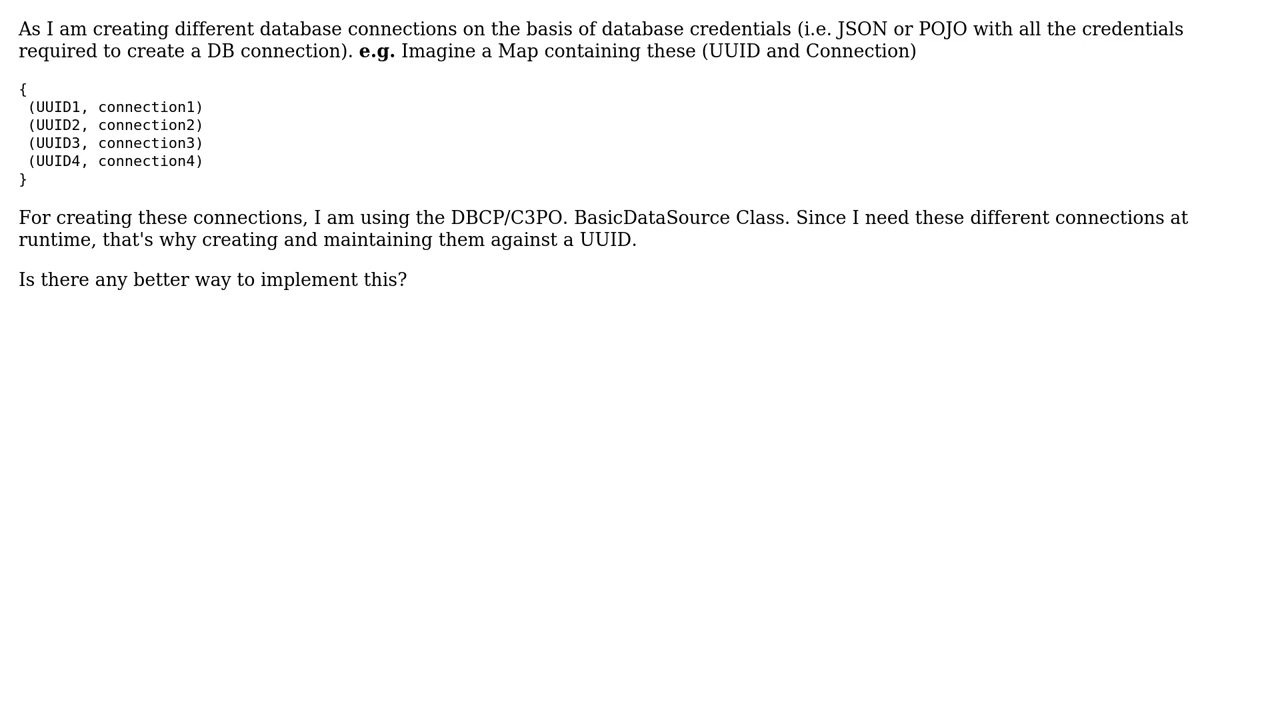 As I am creating different database connections on the basis of database credentials (i.e. JSON or POJO with all the credentials
required to create a DB connection). e.g. Imagine a Map containing these (UUID and Connection)
{
(UUID1, connection1)
(UUID2, connection2)
(UUID3, connection3)
(UUID4, connection4)
}
For creating these connections, I am using the DBCP/C3PO. BasicDataSource Class. Since I need these different connections at
runtime, that's why creating and maintaining them against a UUID.
Is there any better way to implement this?